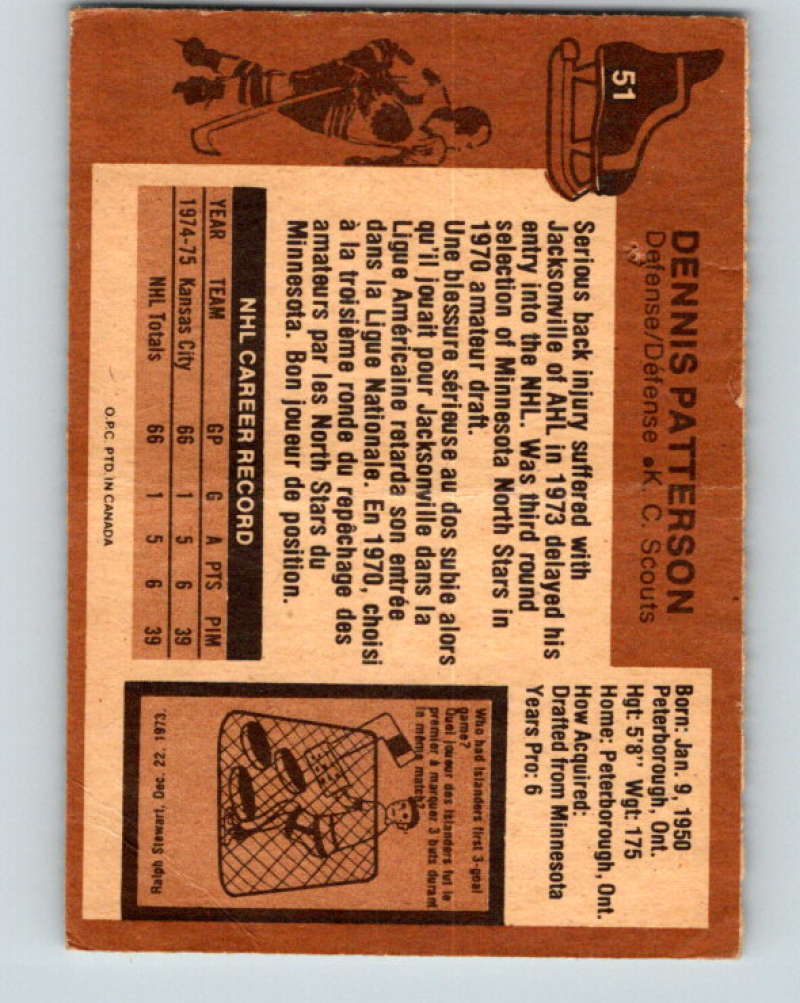 51
DENNIS PATTERSON
Defense/Défense • K. C. Scouts
Born: Jan. 9, 1950
Peterborough, Ont.
Hgt: 5'8" Wgt: 175
Home: Peterborough, Ont.
How Acquired:
Drafted from Minnesota
Years Pro: 6
Serious back injury suffered with
Jacksonville of AHL in 1973 delayed his
entry into the NHL. Was third round
selection of Minnesota North Stars in
1970 amateur draft.
Une blessure sérieuse au dos subie alors
qu'il jouait pour Jacksonville dans la
Ligue Américaine retarda son entrée
dans la Ligue Nationale. En 1970, choisi
à la troisième ronde du repêchage des
amateurs par les North Stars du
Minnesota. Bon joueur de position.
NHL CAREER RECORD
YEAR TEAM GP G A PTS PIM
1974-75 Kansas City 66 1 5 6 39
NHL Totals 66 1 5 6 39
O.P.C. PTD. IN CANADA
Who had Islanders first 3-goal
game?
Quel joueur des Islanders fut le
premier à marquer 3 buts durant
le même match?
Ralph Stewart, Dec. 22, 1973.